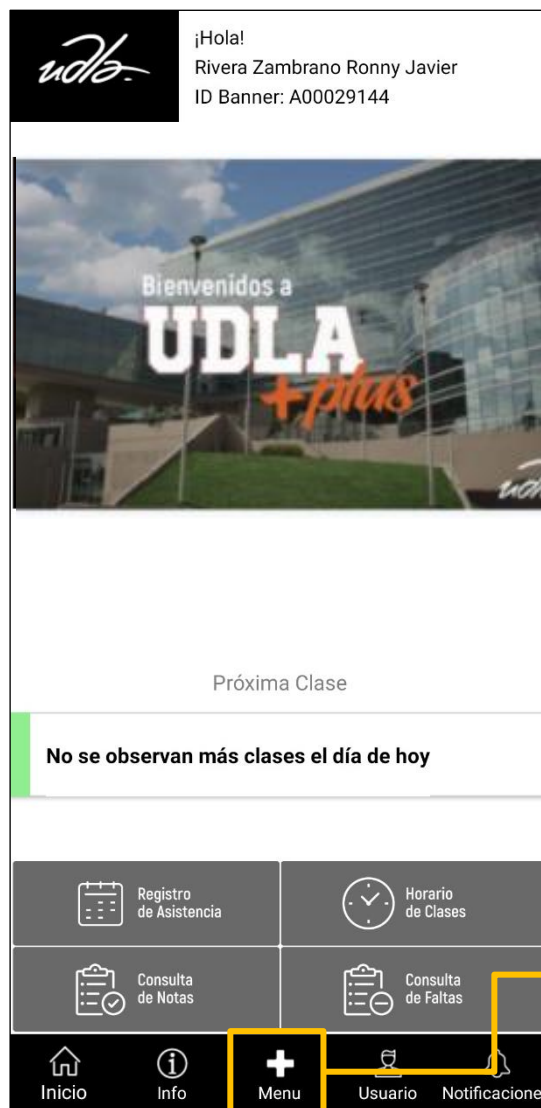 udla-
¡Hola!
Rivera Zambrano Ronny Javier
ID Banner: A00029144
Bienvenidos a
UDLA
+plus
Próxima Clase
No se observan más clases el día de hoy
Registro
de Asistencia
Horario
de Clases
Consulta
de Notas
Consulta
de Faltas
Inicio
Info
Menu
Usuario
Notificacione